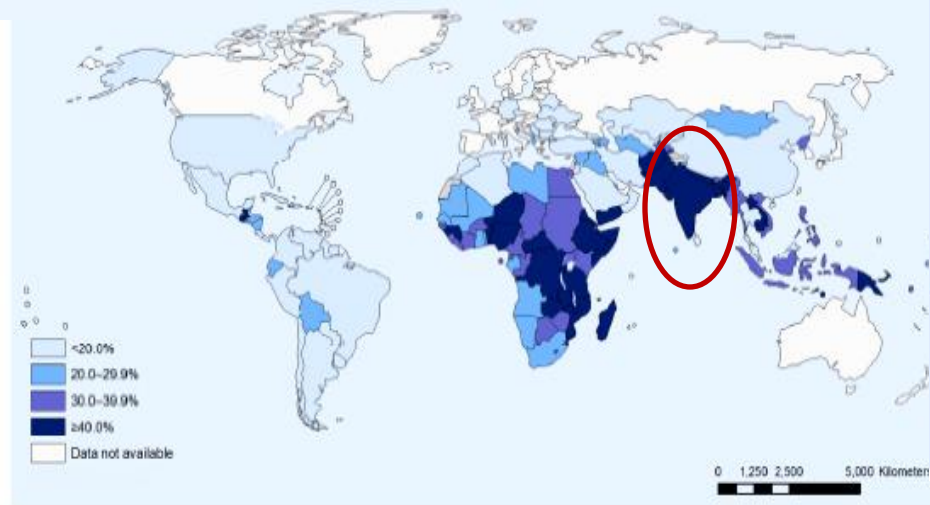 <20.0%
20.0–29.9%
30.0–39.9%
≥40.0%
Data not available
0 1,250 2,500 5,000 Kilometers